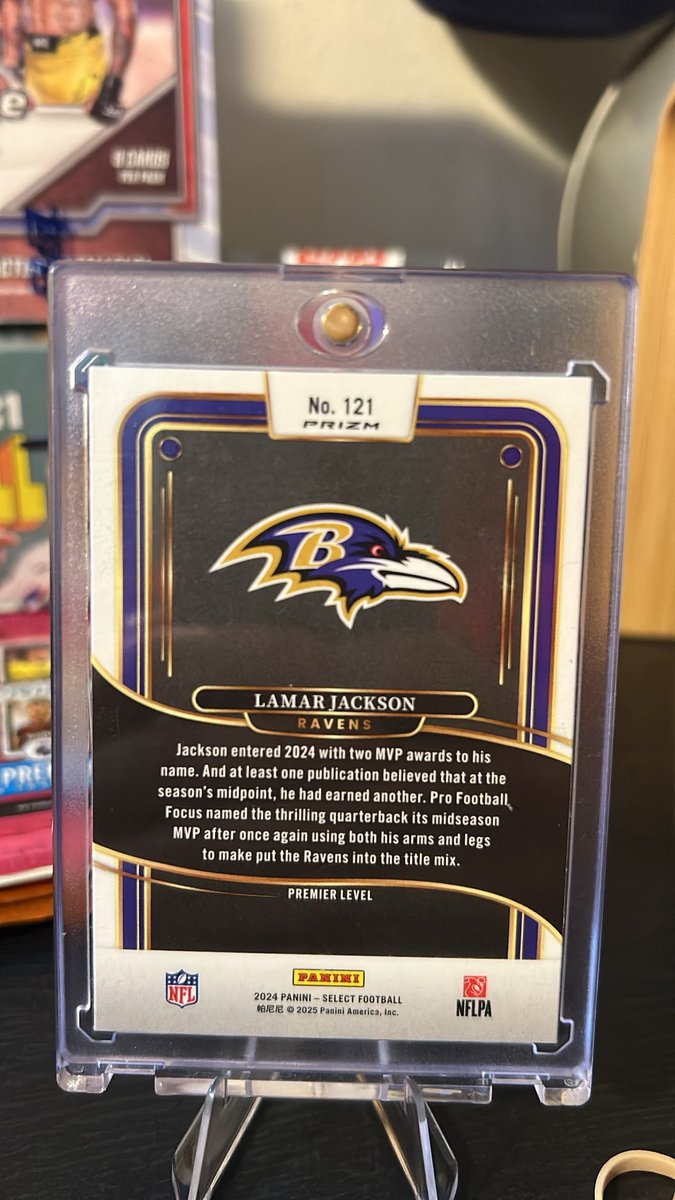 No. 121
PRIZM
B
LAMAR JACKSON
RAVENS
Jackson entered 2024 with two MVP awards to his
name. And at least one publication believed that at the
season's midpoint, he had earned another. Pro Football
Focus named the thrilling quarterback its midseason
MVP after once again using both his arms and legs
to make put the Ravens into the title mix.
PREMIER LEVEL
NFL
PANINI
2024 PANINI – SELECT FOOTBALL
帕尼尼 © 2025 Panini America, Inc.
NFLPA